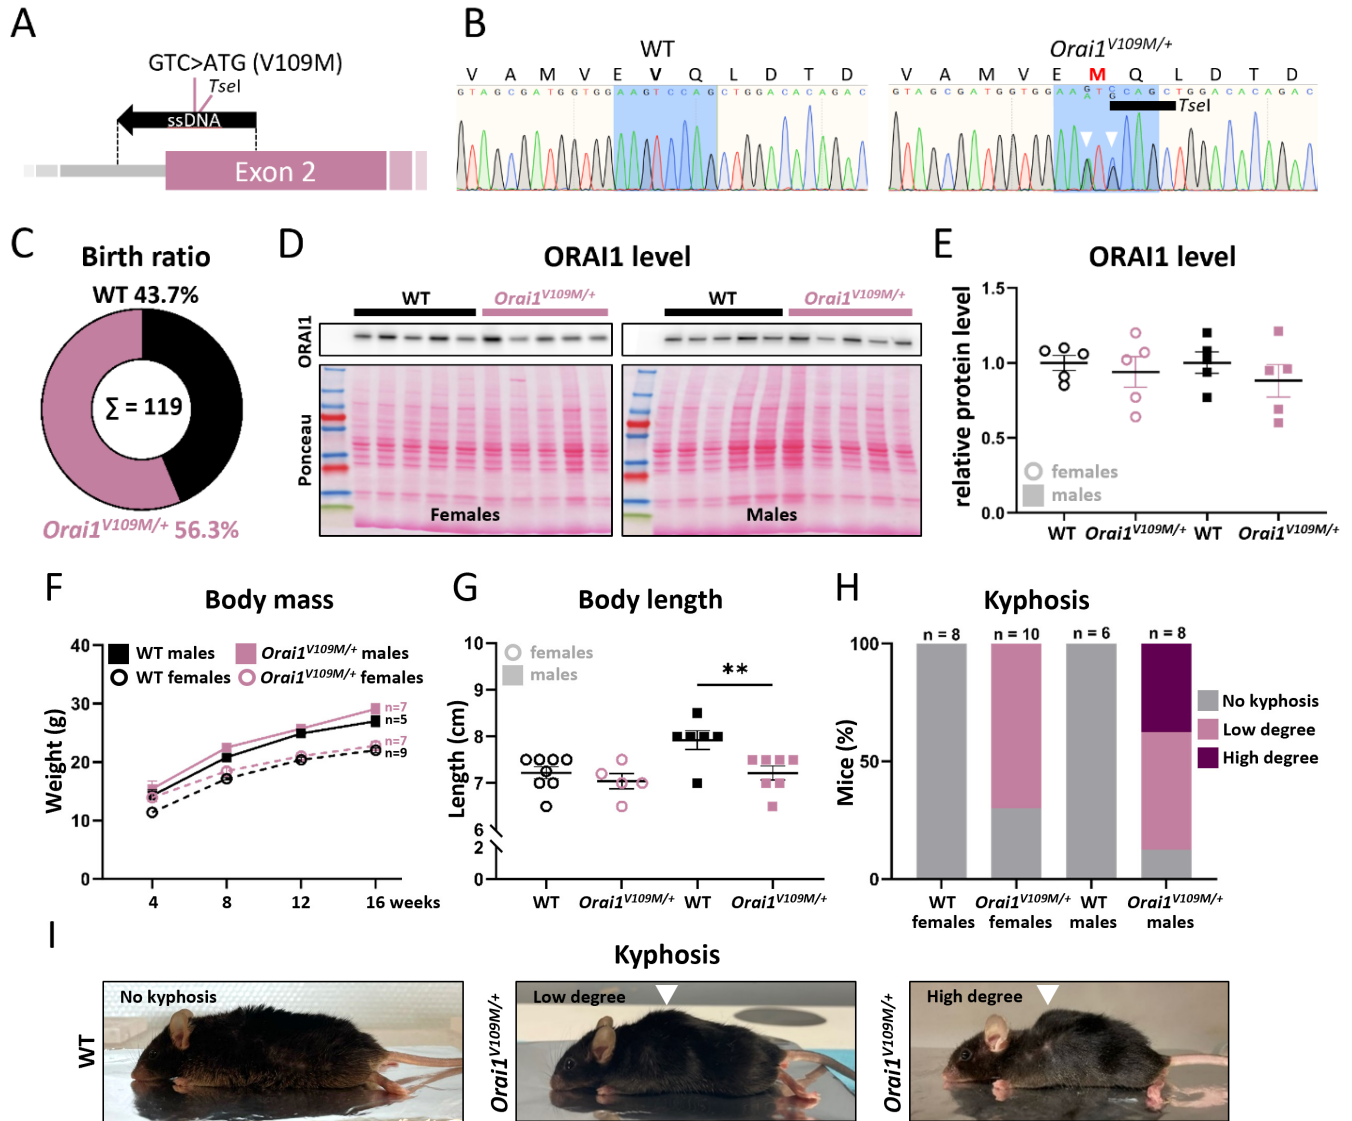 A
GTC>ATG (V109M)
TseI
ssDNA
Exon 2
B
WT
V A M V E V Q L D T D
G T A G C G A T G G T G G A A G T C C A G C T G G A C A C A G A C
Orai1V109M/+
V A M V E M Q L D T D
G T A G C G A T G G T G G A A G T C C A G C T G G A C A C A G A C
A G
TseI
C
Birth ratio
WT 43.7%
∑ = 119
Orai1V109M/+ 56.3%
D
ORAI1 level
WT Orai1V109M/+ WT Orai1V109M/+
ORAI1
Ponceau
Females Males
E
ORAI1 level
relative protein level
1.5
1.0
0.5
0.0
females
males
WT Orai1V109M/+ WT Orai1V109M/+
F
Body mass
Weight (g)
40
30
20
10
0
WT males Orai1V109M/+ males
WT females Orai1V109M/+ females
n=7
n=5
n=7
n=9
4 8 12 16 weeks
G
Body length
Length (cm)
10
9
8
7
6
2
0
females
males
**
WT Orai1V109M/+ WT Orai1V109M/+
H
Kyphosis
Mice (%)
100
50
0
n = 8 n = 10 n = 6 n = 8
No kyphosis
Low degree
High degree
WT Orai1V109M/+ WT Orai1V109M/+
females females males males
I
Kyphosis
WT
No kyphosis
Orai1V109M/+
Low degree
Orai1V109M/+
High degree